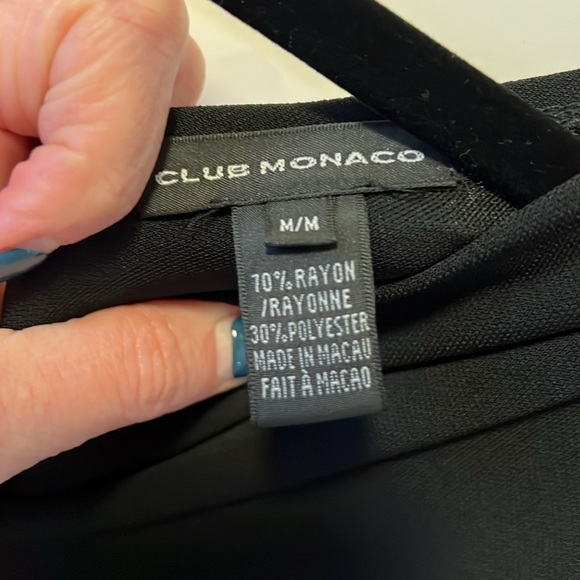 CLUB MONACO
M/M
70% RAYON
/RAYONNE
30% POLYESTER
MADE IN MACAU
FAIT À MACAO